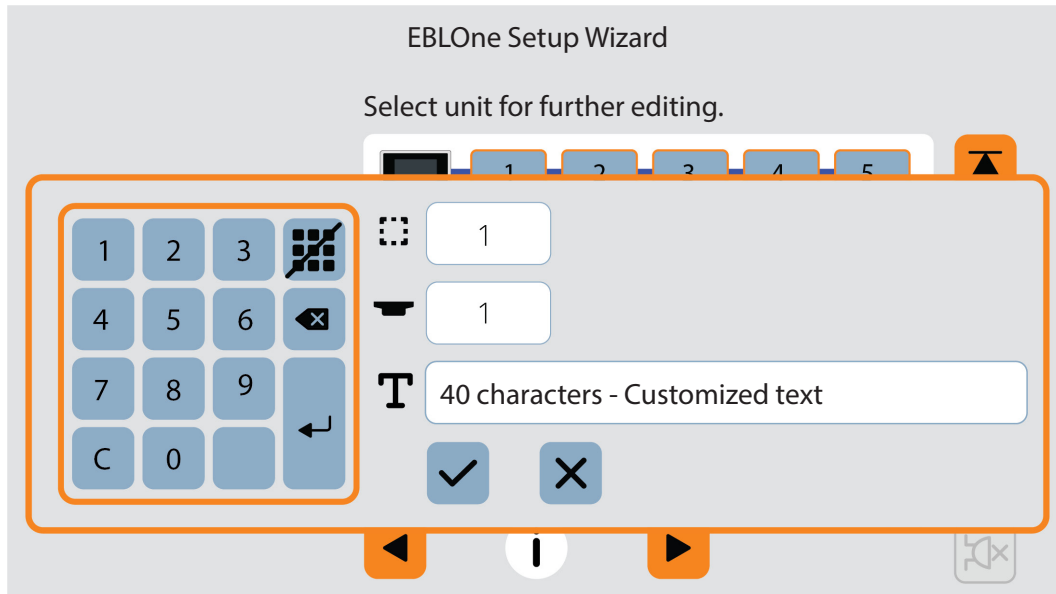 EBLOne Setup Wizard
Select unit for further editing.
1 2 3 4 5
1 2 3
1
4 5 6
1
7 8 9
40 characters - Customized text
C 0
i